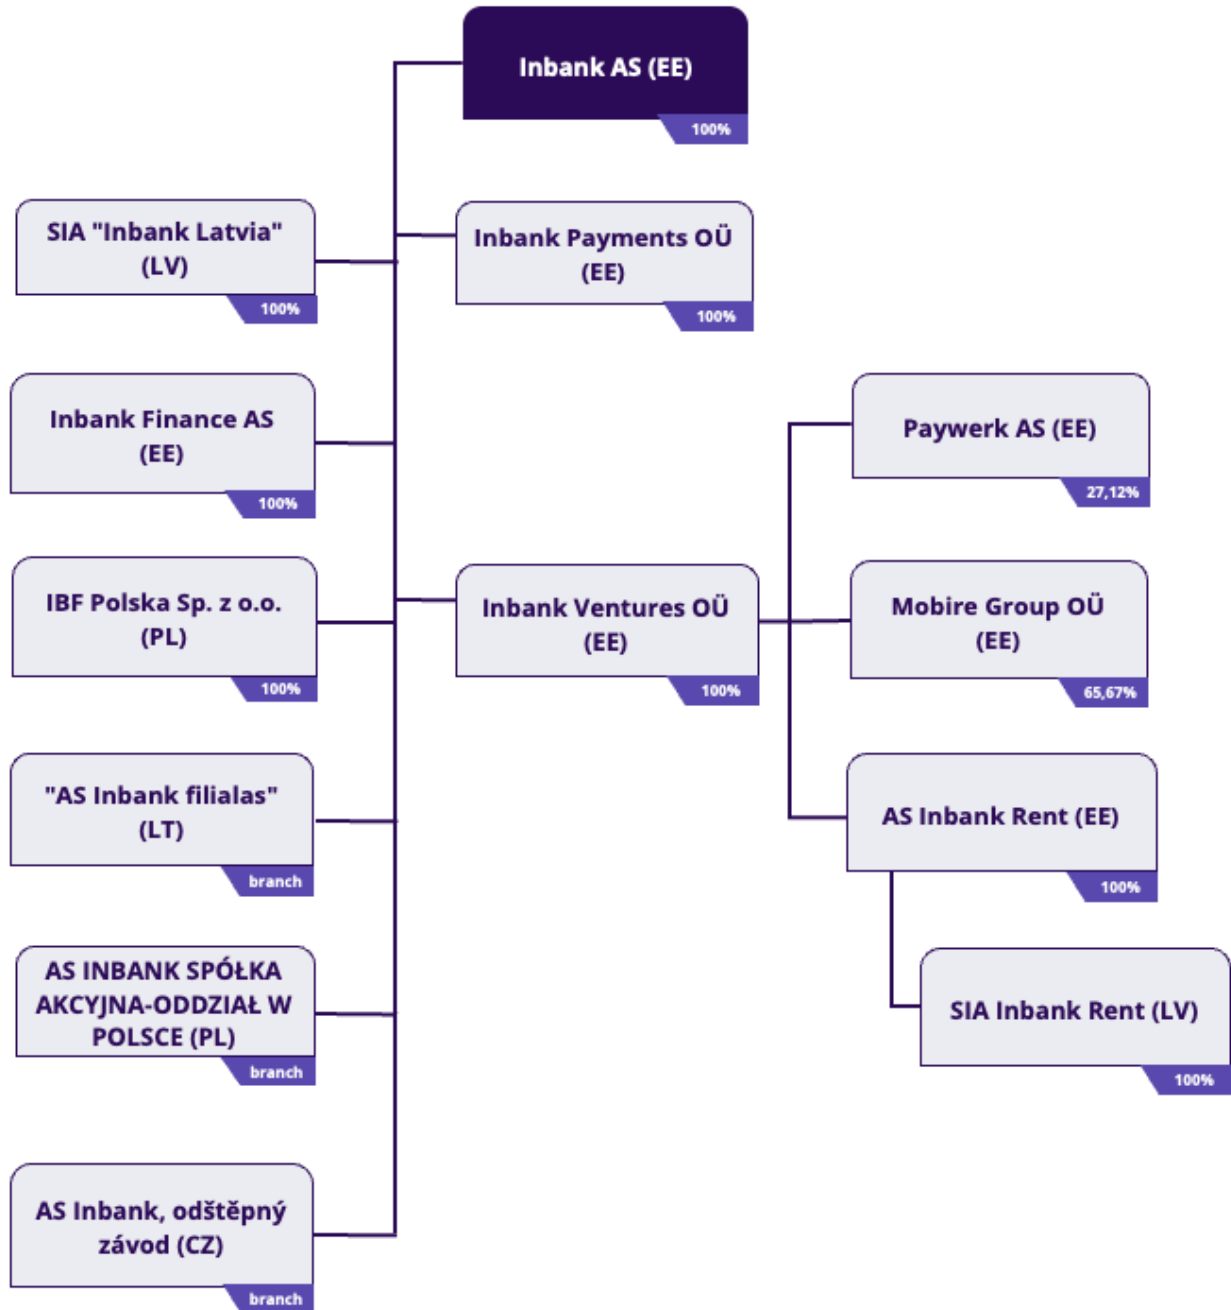 Inbank AS (EE)
100%
SIA "Inbank Latvia"
(LV)
100%
Inbank Payments OÜ
(EE)
100%
Inbank Finance AS
(EE)
100%
Paywerk AS (EE)
27,12%
IBF Polska Sp. z o.o.
(PL)
100%
Inbank Ventures OÜ
(EE)
100%
Mobire Group OÜ
(EE)
65,67%
"AS Inbank filialas"
(LT)
branch
AS Inbank Rent (EE)
100%
AS INBANK SPÓŁKA
AKCYJNA-ODDZIAŁ W
POLSCE (PL)
branch
SIA Inbank Rent (LV)
100%
AS Inbank, odštěpný
závod (CZ)
branch